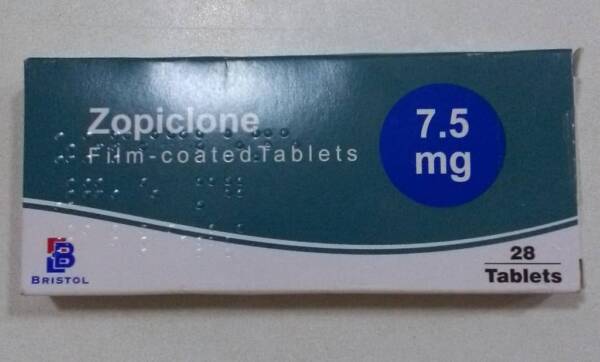 Zopiclone
Film-coated Tablets
7.5
mg
28
Tablets
B
BRISTOL